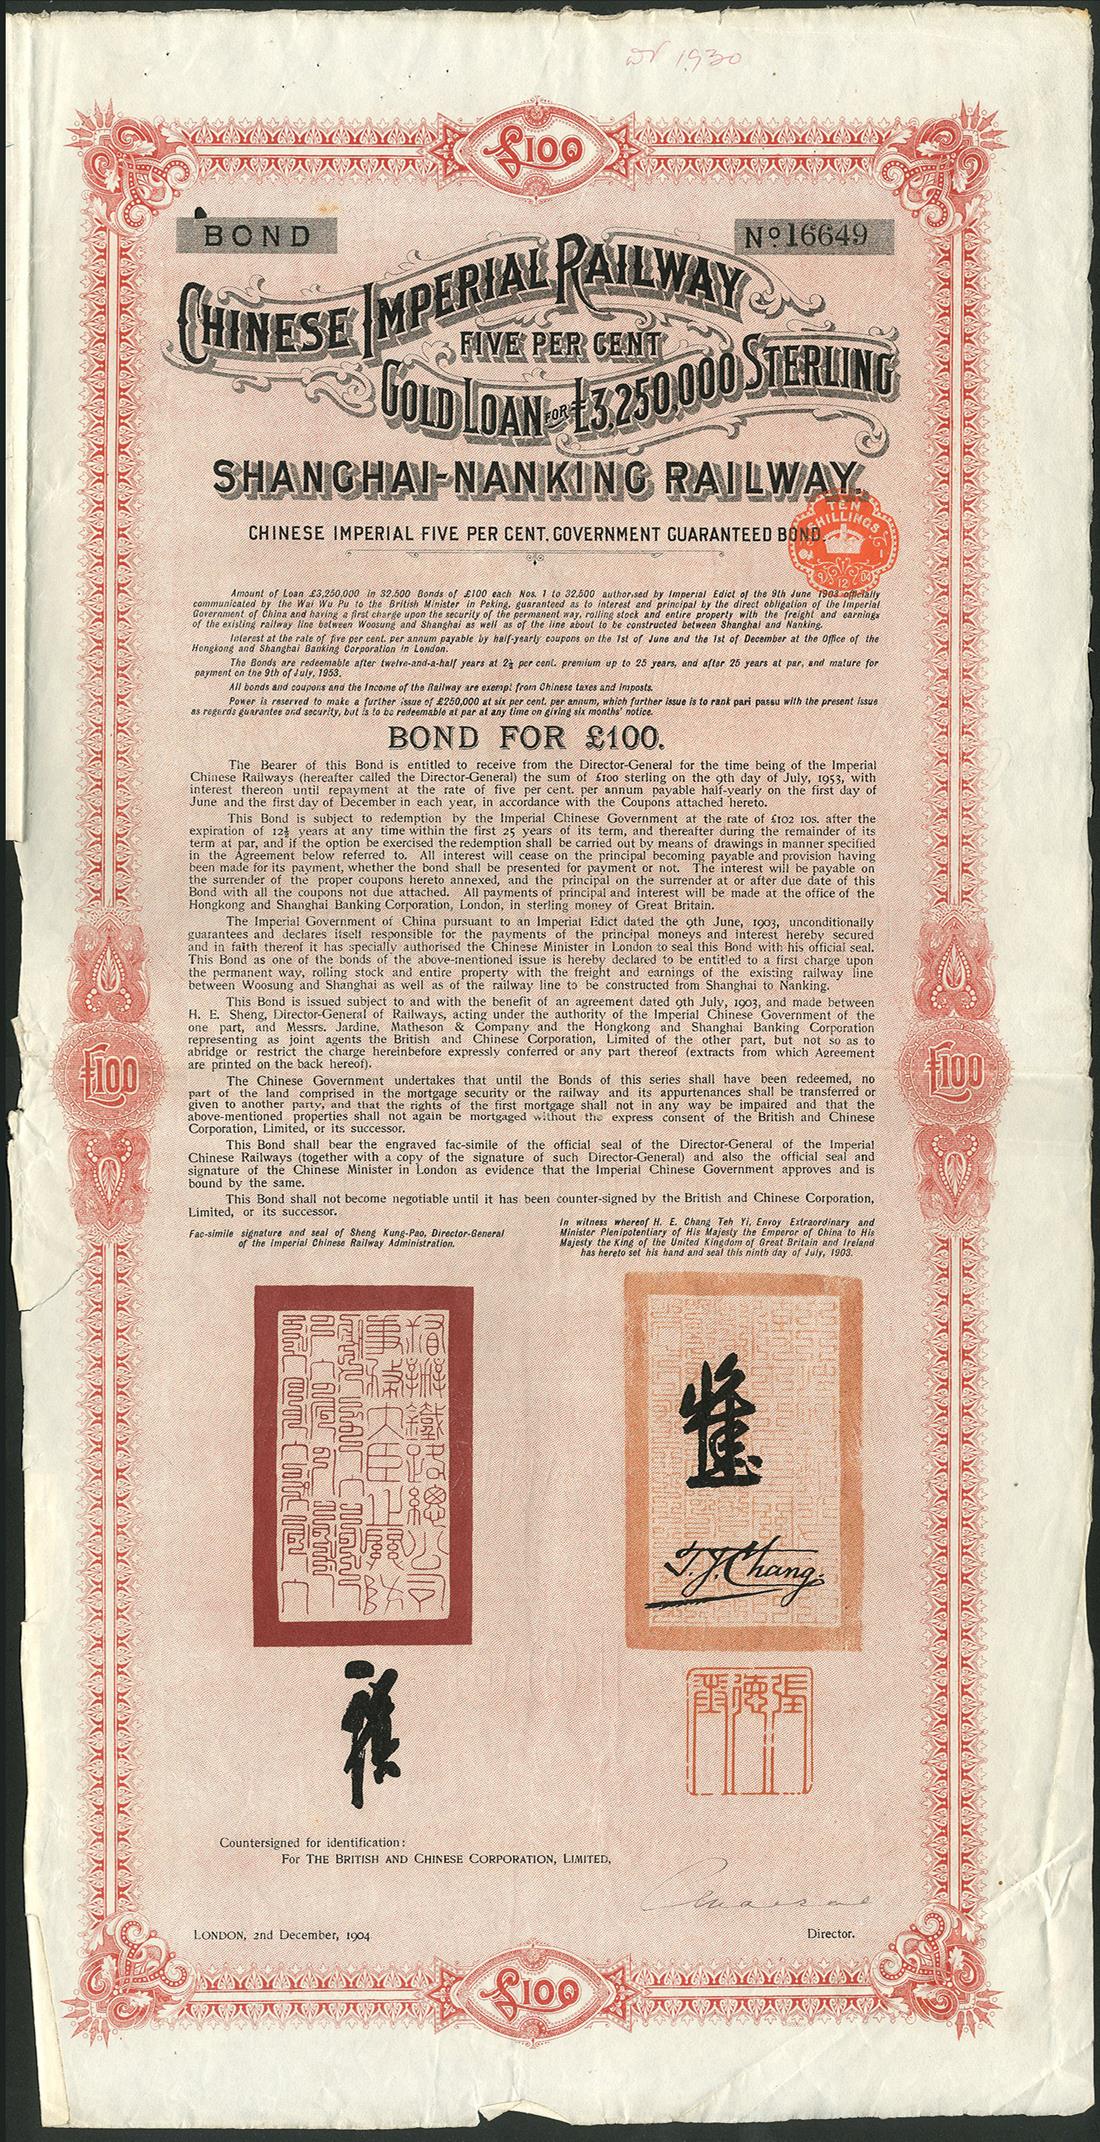 1930
£100
BOND
No. 16649
CHINESE IMPERIAL RAILWAY
FIVE PER CENT
GOLD LOAN FOR £3,250,000 STERLING
SHANGHAI-NANKING RAILWAY.
TEN
SHILLINGS
CHINESE IMPERIAL FIVE PER CENT. GOVERNMENT GUARANTEED BOND.
Amount of Loan £3,250,000 in 32,500 Bonds of £100 each Nos. 1 to 32,500 authorised by Imperial Edict of the 9th June 1903 officially
communicated by the Wai Wu Pu to the British Minister in Peking, guaranteed as to interest and principal by the direct obligation of the Imperial
Government of China and having a first charge upon the security of the permanent way, rolling stock and entire property with the freight and earnings
of the existing railway line between Woosung and Shanghai as well as of the line about to be constructed between Shanghai and Nanking.
Interest at the rate of five per cent. per annum payable by half-yearly coupons on the 1st of June and the 1st of December at the Office of the
Hongkong and Shanghai Banking Corporation in London.
The Bonds are redeemable after twelve-and-a-half years at 2½ per cent. premium up to 25 years, and after 25 years at par, and mature for
payment on the 9th of July, 1953.
All bonds and coupons and the Income of the Railway are exempt from Chinese taxes and imposts.
Power is reserved to make a further issue of £250,000 at six per cent. per annum, which further issue is to rank pari passu with the present issue
as regards guarantee and security, but is to be redeemable at par at any time on giving six months' notice.
BOND FOR £100.
The Bearer of this Bond is entitled to receive from the Director-General for the time being of the Imperial
Chinese Railways (hereafter called the Director-General) the sum of £100 sterling on the 9th day of July, 1953, with
interest thereon until repayment at the rate of five per cent. per annum payable half-yearly on the first day of
June and the first day of December in each year, in accordance with the Coupons attached hereto.
This Bond is subject to redemption by the Imperial Chinese Government at the rate of £102 10s. after the
expiration of 12½ years at any time within the first 25 years of its term, and thereafter during the remainder of its
term at par, and if the option be exercised the redemption shall be carried out by means of drawings in manner specified
in the Agreement below referred to. All interest will cease on the principal becoming payable and provision having
been made for its payment, whether the bond shall be presented for payment or not. The interest will be payable on
the surrender of the proper coupons hereto annexed, and the principal on the surrender at or after due date of this
Bond with all the coupons not due attached. All payments of principal and interest will be made at the office of the
Hongkong and Shanghai Banking Corporation, London, in sterling money of Great Britain.
The Imperial Government of China pursuant to an Imperial Edict dated the 9th June, 1903, unconditionally
guarantees and declares itself responsible for the payments of the principal moneys and interest hereby secured
and in faith thereof it has specially authorised the Chinese Minister in London to seal this Bond with his official seal.
This Bond as one of the bonds of the above-mentioned issue is hereby declared to be entitled to a first charge upon
the permanent way, rolling stock and entire property with the freight and earnings of the existing railway line
between Woosung and Shanghai as well as of the railway line to be constructed from Shanghai to Nanking.
This Bond is issued subject to and with the benefit of an agreement dated 9th July, 1903, and made between
H. E. Sheng, Director-General of Railways, acting under the authority of the Imperial Chinese Government of the
one part, and Messrs. Jardine, Matheson & Company and the Hongkong and Shanghai Banking Corporation
representing as joint agents the British and Chinese Corporation, Limited of the other part, but not so as to
abridge or restrict the charge hereinbefore expressly conferred or any part thereof (extracts from which Agreement
are printed on the back hereof).
£100
£100
The Chinese Government undertakes that until the Bonds of this series shall have been redeemed, no
part of the land comprised in the mortgage security or the railway and its appurtenances shall be transferred or
given to another party, and that the rights of the first mortgage shall not in any way be impaired and that the
above-mentioned properties shall not again be mortgaged without the express consent of the British and Chinese
Corporation, Limited, or its successor.
This Bond shall bear the engraved fac-simile of the official seal of the Director-General of the Imperial
Chinese Railways (together with a copy of the signature of such Director-General) and also the official seal and
signature of the Chinese Minister in London as evidence that the Imperial Chinese Government approves and is
bound by the same.
This Bond shall not become negotiable until it has been counter-signed by the British and Chinese Corporation,
Limited, or its successor.
Fac-simile signature and seal of Sheng Kung-Pao, Director-General
of the Imperial Chinese Railway Administration.
In witness whereof H. E. Chang Teh Yi, Envoy Extraordinary and
Minister Plenipotentiary of His Majesty the Emperor of China to His
Majesty the King of the United Kingdom of Great Britain and Ireland
has hereto set his hand and seal this ninth day of July, 1903.
T. Y. Chang.
張德彝
Countersigned for identification:
For THE BRITISH AND CHINESE CORPORATION, LIMITED,
LONDON, 2nd December, 1904
Director.
£100